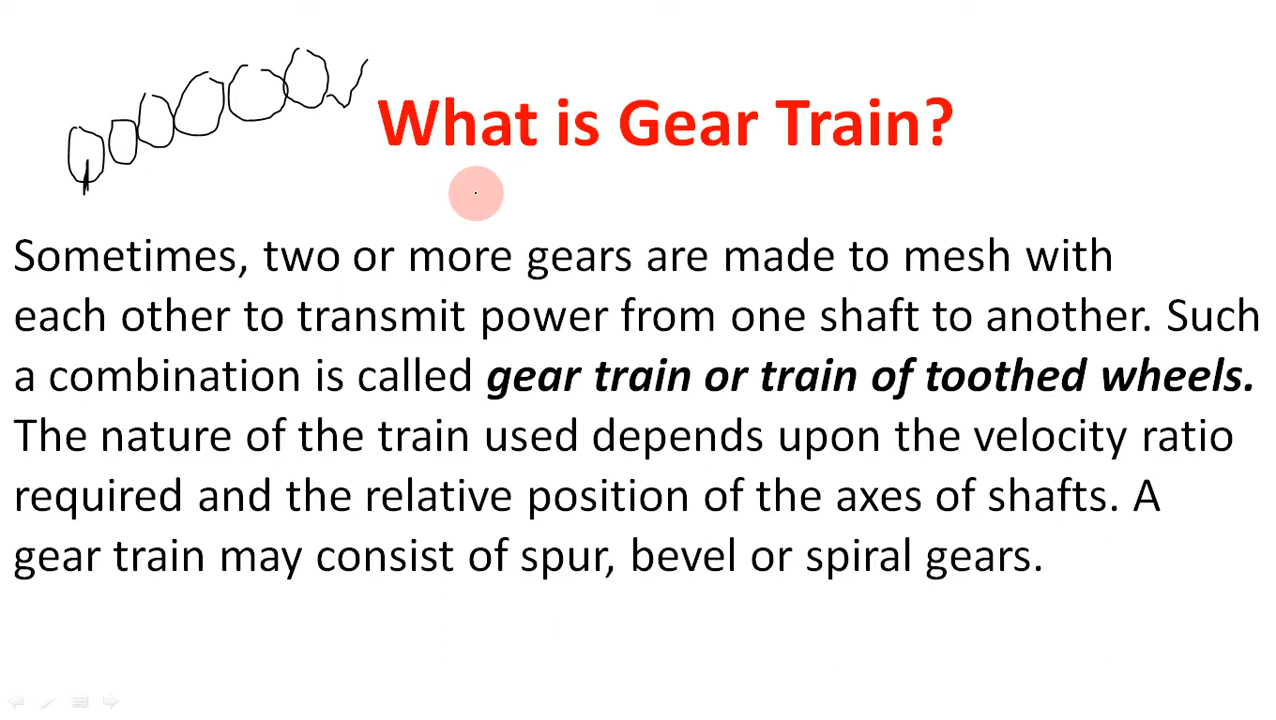 What is Gear Train?
Sometimes, two or more gears are made to mesh with
each other to transmit power from one shaft to another. Such
a combination is called gear train or train of toothed wheels.
The nature of the train used depends upon the velocity ratio
required and the relative position of the axes of shafts. A
gear train may consist of spur, bevel or spiral gears.